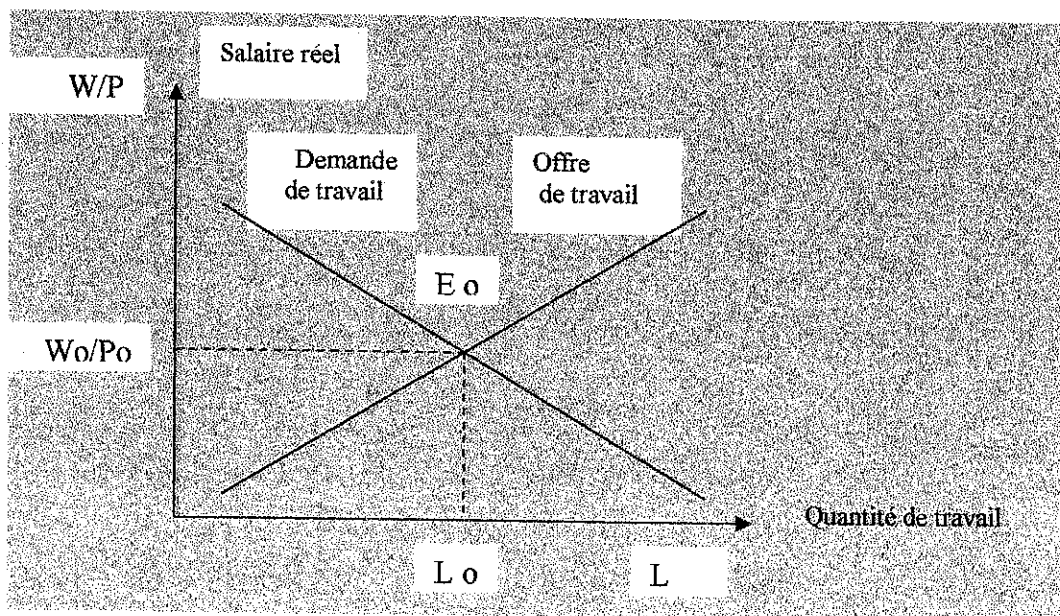 Salaire réel
W/P
Demande
de travail
Offre
de travail
E o
Wo/Po
Quantité de travail
L o
L